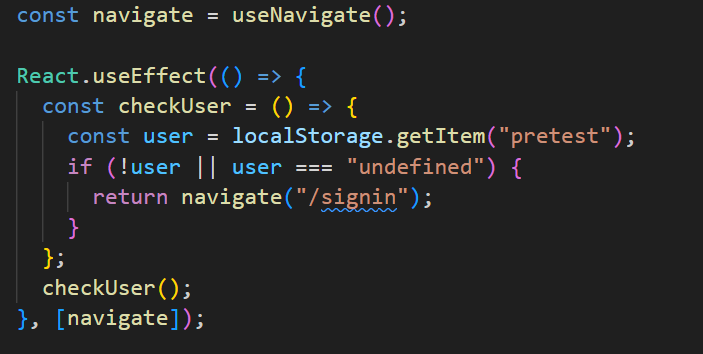 const navigate = useNavigate();
React.useEffect(() => {
const checkUser = () => {
const user = localStorage.getItem("pretest");
if (!user || user === "undefined") {
return navigate("/signin");
}
};
checkUser();
}, [navigate]);